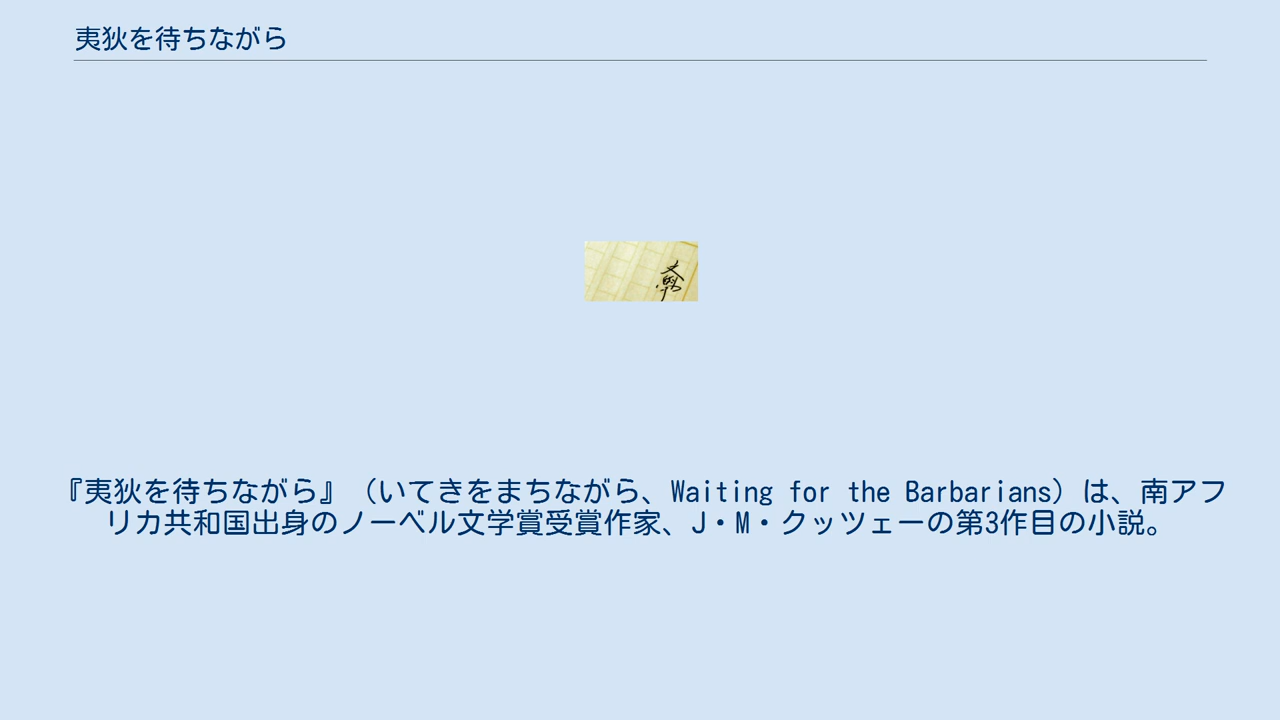 夷狄を待ちながら
『夷狄を待ちながら』（いてきをまちながら、Waiting for the Barbarians）は、南アフ
リカ共和国出身のノーベル文学賞受賞作家、J・M・クッツェーの第3作目の小説。